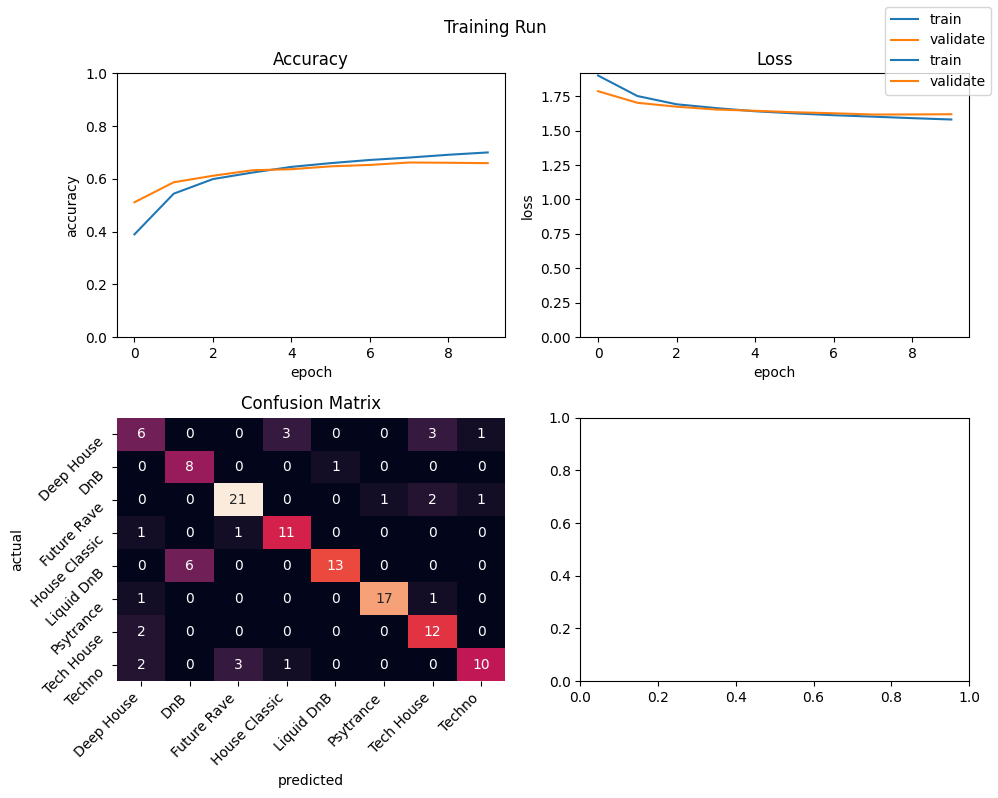 Training Run
train
validate
train
validate
Accuracy
1.0
0.8
0.6
0.4
0.2
0.0
accuracy
0 2 4 6 8
epoch
Loss
1.75
1.50
1.25
1.00
0.75
0.50
0.25
0.00
loss
0 2 4 6 8
epoch
Confusion Matrix
actual
Deep House 6 0 0 3 0 0 3 1
DnB 0 8 0 0 1 0 0 0
Future Rave 0 0 21 0 0 1 2 1
House Classic 1 0 1 11 0 0 0 0
Liquid DnB 0 6 0 0 13 0 0 0
Psytrance 1 0 0 0 0 17 1 0
Tech House 2 0 0 0 0 0 12 0
Techno 2 0 3 1 0 0 0 10
Deep House DnB Future Rave House Classic Liquid DnB Psytrance Tech House Techno
predicted
1.0
0.8
0.6
0.4
0.2
0.0
0.0 0.2 0.4 0.6 0.8 1.0